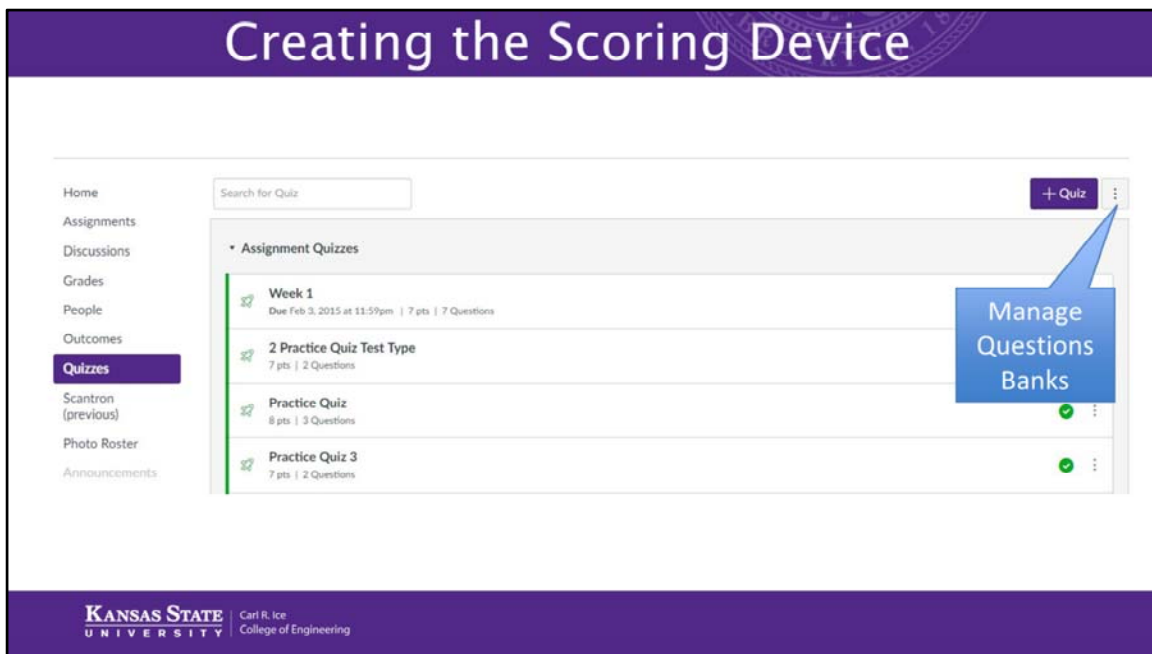 Creating the Scoring Device
Home
Assignments
Discussions
Grades
People
Outcomes
Quizzes
Scantron
(previous)
Photo Roster
Announcements
Search for Quiz
+ Quiz
Assignment Quizzes
Week 1
Due Feb 3, 2015 at 11:59pm | 7 pts | 7 Questions
2 Practice Quiz Test Type
7 pts | 2 Questions
Practice Quiz
8 pts | 3 Questions
Practice Quiz 3
7 pts | 2 Questions
Manage
Questions
Banks
KANSAS STATE
UNIVERSITY
Carl R. Ice
College of Engineering